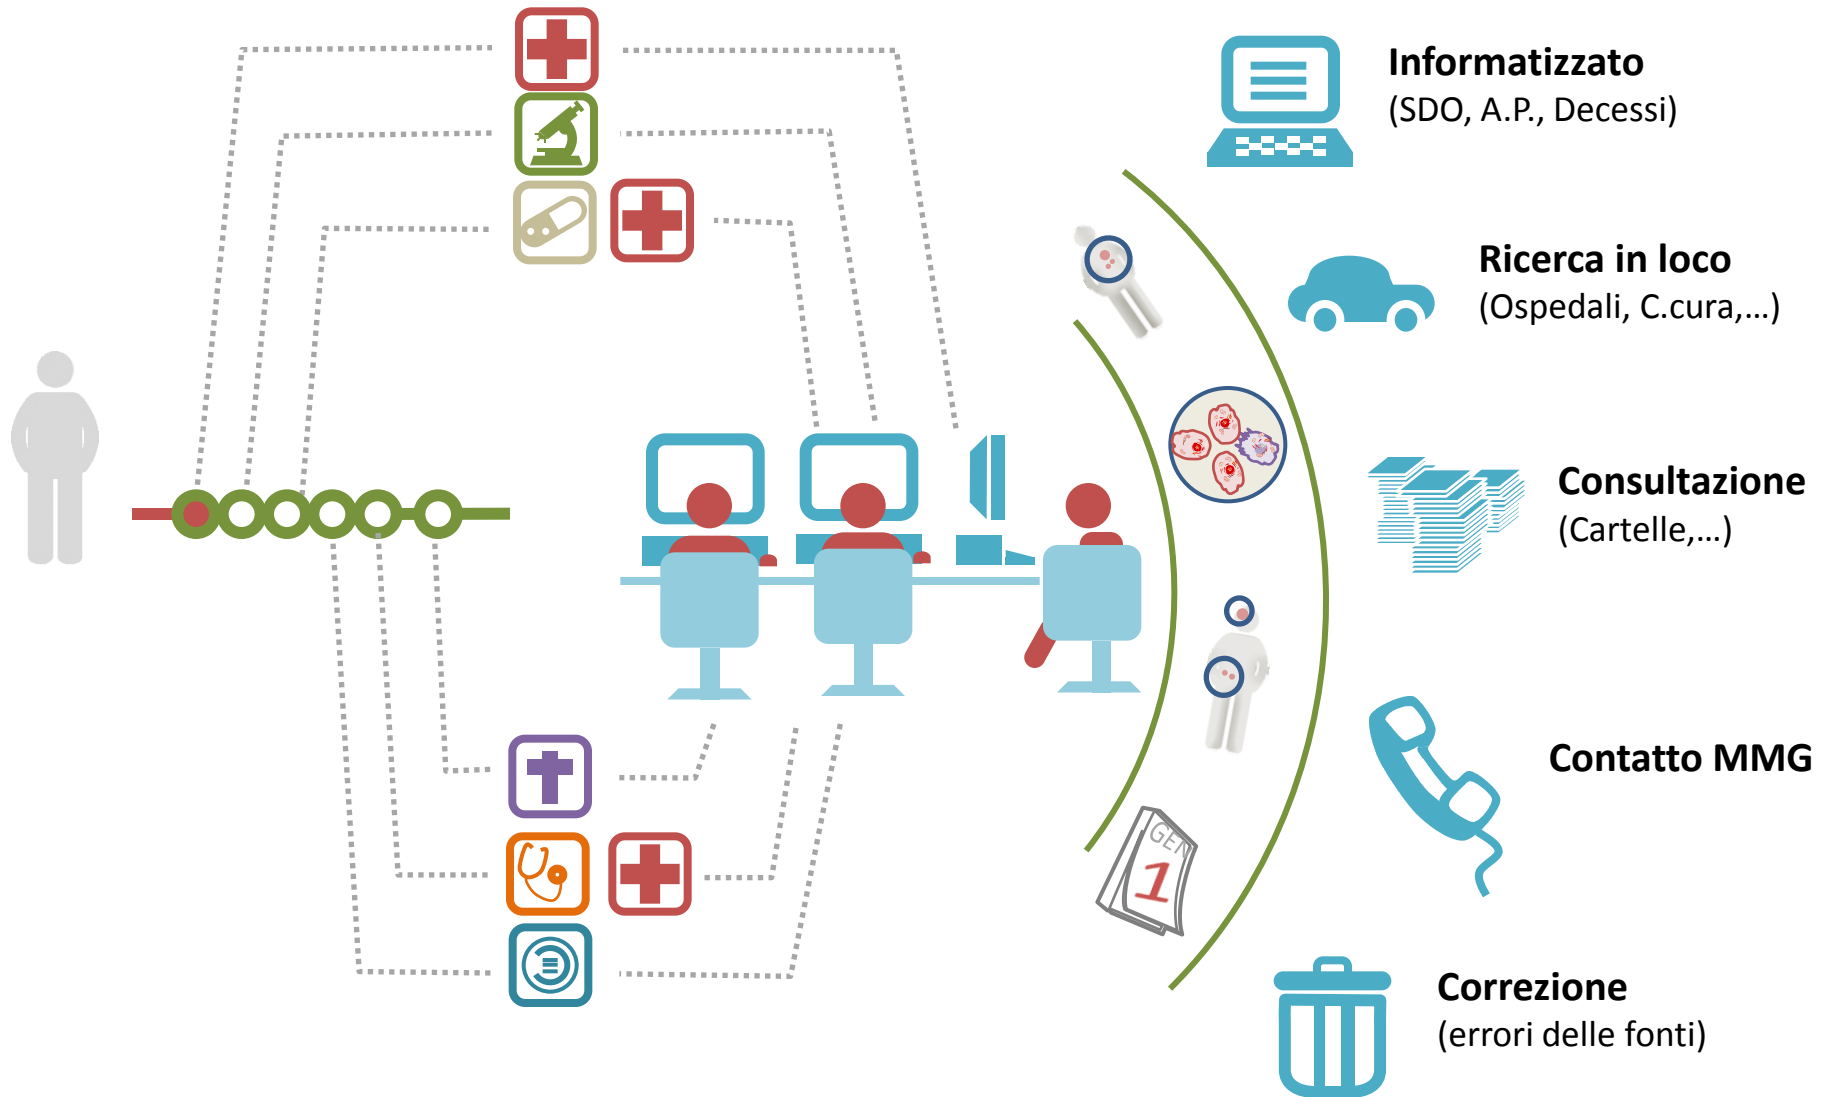 Informatizzato
(SDO, A.P., Decessi)
Ricerca in loco
(Ospedali, C.cura,...)
Consultazione
(Cartelle,...)
Contatto MMG
GEN
1
Correzione
(errori delle fonti)